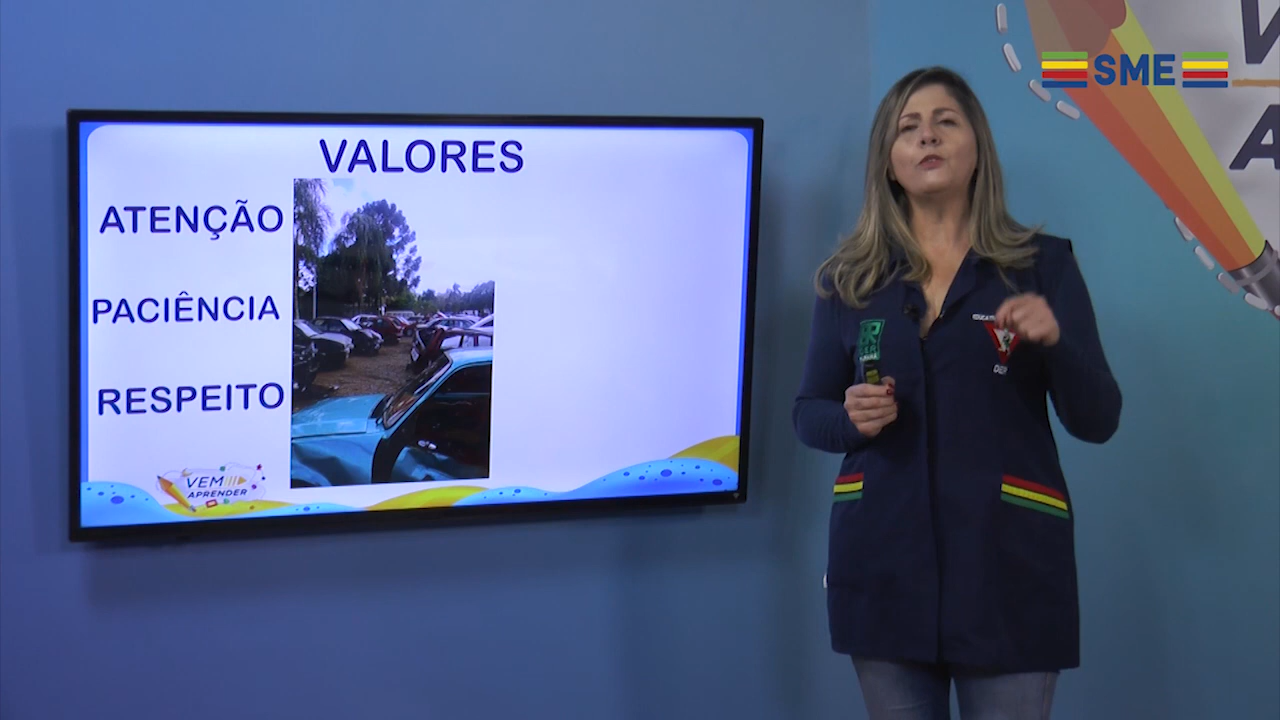 SME
VALORES
ATENÇÃO
PACIÊNCIA
RESPEITO
VEM
APRENDER